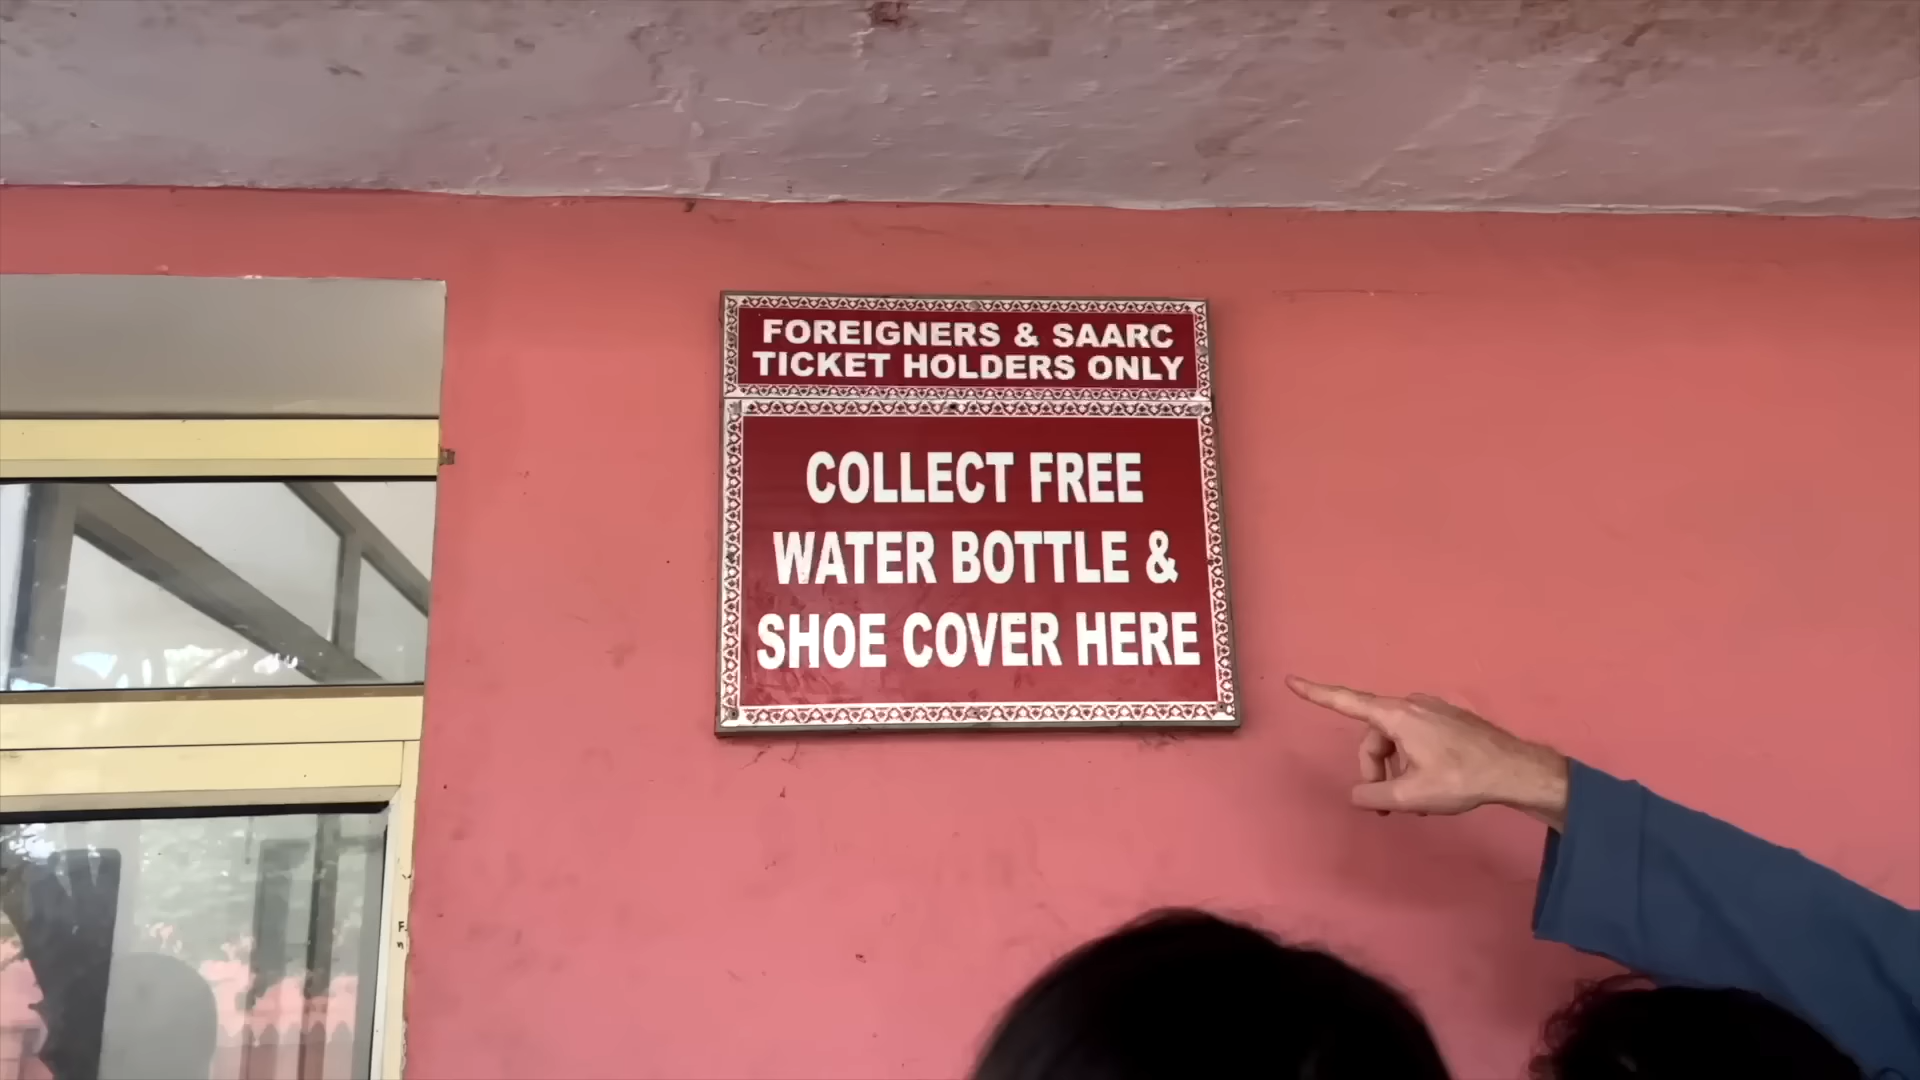 FOREIGNERS & SAARC
TICKET HOLDERS ONLY
COLLECT FREE
WATER BOTTLE &
SHOE COVER HERE